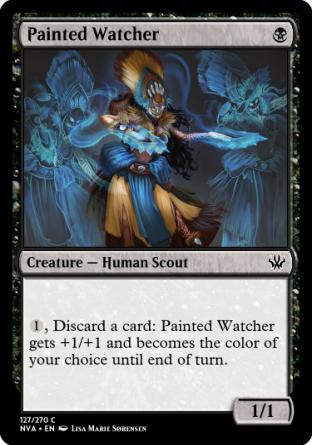 Painted Watcher
Creature — Human Scout
1, Discard a card: Painted Watcher
gets +1/+1 and becomes the color of
your choice until end of turn.
1/1
127/270 C
NVA • EN Lisa Marie Sørensen